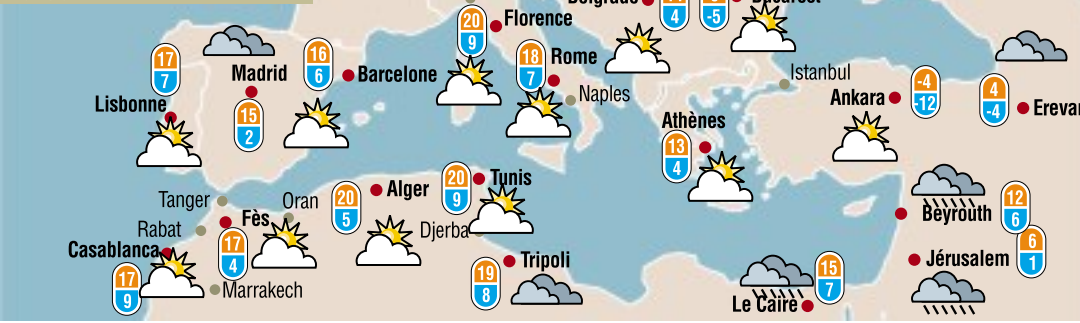 20
9
Florence
4
-5
17
7
Madrid
16
6
Barcelone
18
7
Rome
Naples
Istanbul
Ankara
-4
-12
4
-4
Lisbonne
15
2
Athènes
13
4
Tanger
Oran
20
5
Alger
20
9
Tunis
Beyrouth
12
6
Rabat
Fès
Djerba
Casablanca
17
4
Tripoli
Jérusalem
6
1
17
9
Marrakech
19
8
Le Caire
15
7